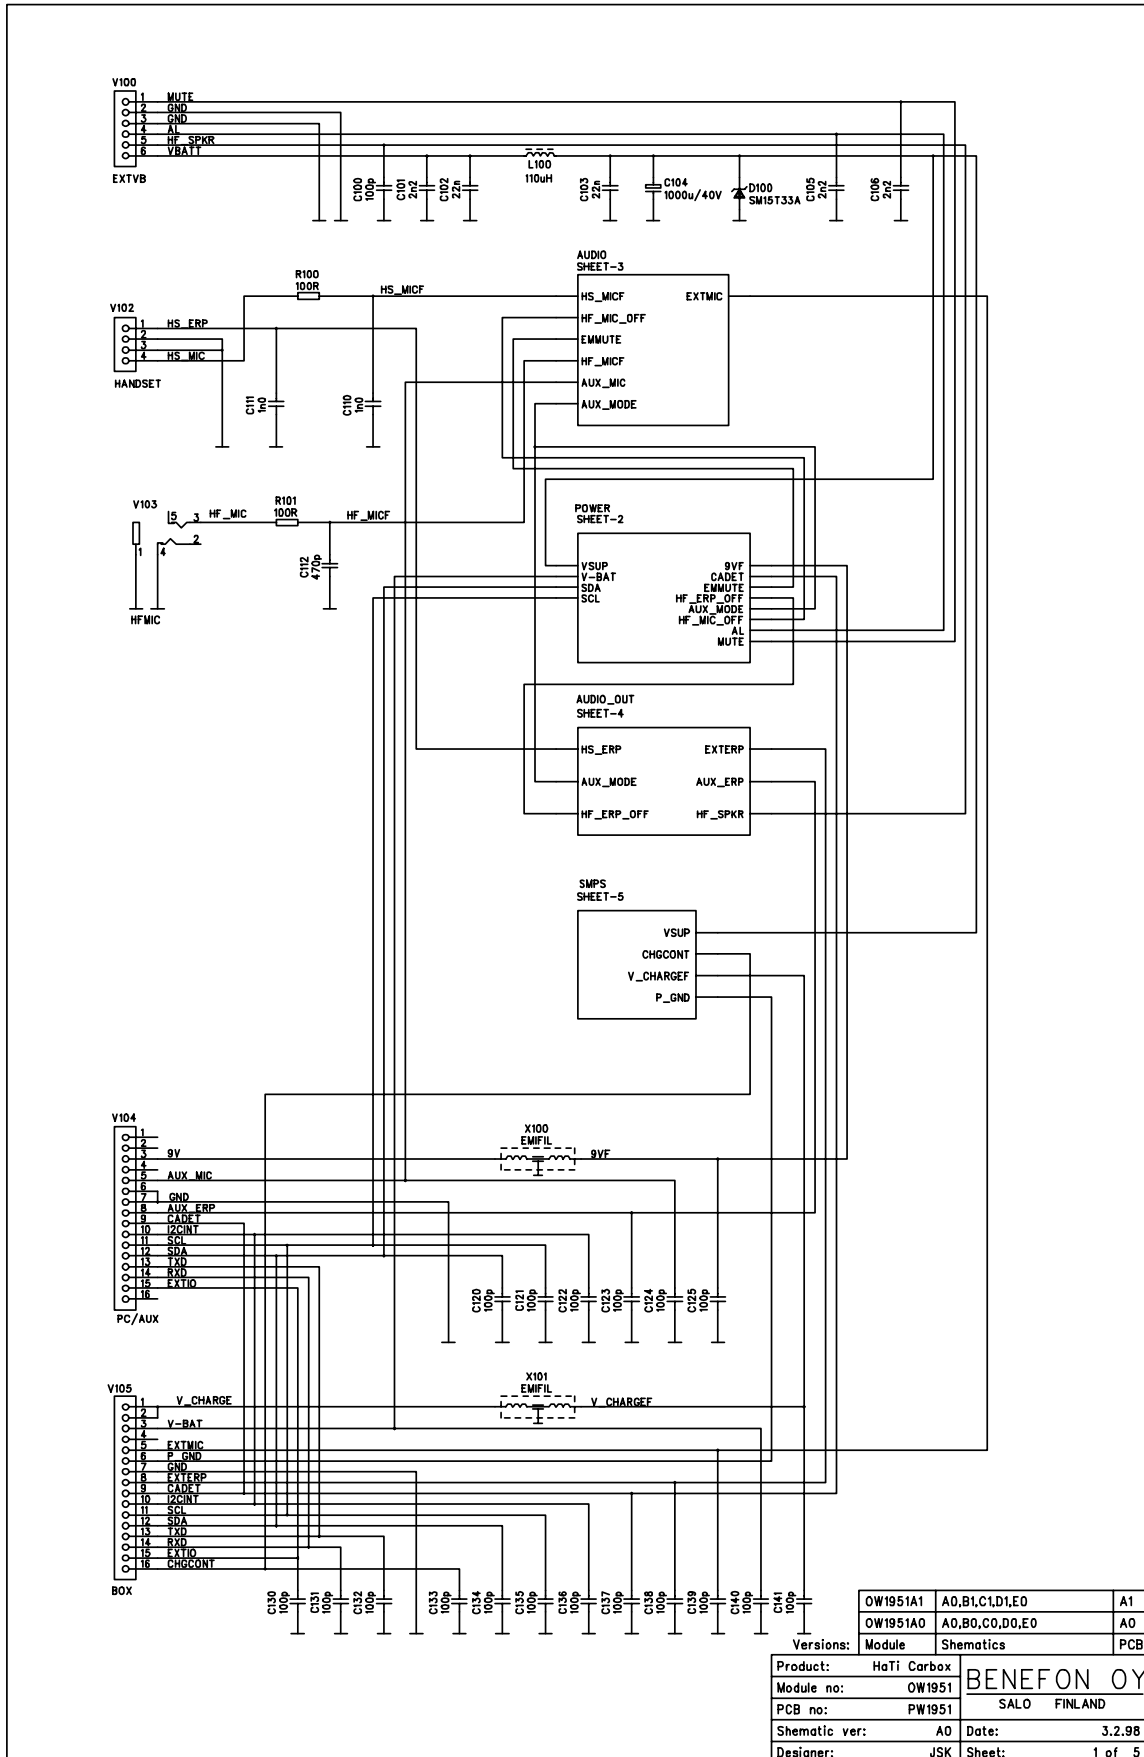 V100
1 MUTE
2 GND
3 GND
4 AL
5 HF_SPKR
6 VBATT
EXTVB
C100 100p
C101 2n2
C102 22n
L100
110uH
C103 22n
C104
1000u/40V
D100
SM15T33A
C105 2n2
C106 2n2
AUDIO
SHEET-3
HS_MICF EXTMIC
HF_MIC_OFF
EMMUTE
HF_MICF
AUX_MIC
AUX_MODE
R100
100R
HS_MICF
V102
1 HS_ERP
2
3
4 HS_MIC
HANDSET
C111 1n0
C110 1n0
V103
5 3 HF_MIC
1 4 2
HFMIC
R101
100R
HF_MICF
C112 470p
POWER
SHEET-2
VSUP 9VF
V-BAT CADET
SDA EMMUTE
SCL HF_ERP_OFF
AUX_MODE
HF_MIC_OFF
AL
MUTE
AUDIO_OUT
SHEET-4
HS_ERP EXTERP
AUX_MODE AUX_ERP
HF_ERP_OFF HF_SPKR
SMPS
SHEET-5
VSUP
CHGCONT
V_CHARGEF
P_GND
V104
1
2
3 9V
4
5 AUX_MIC
6
7 GND
8 AUX_ERP
9 CADET
10 I2CINT
11 SCL
12 SDA
13 TXD
14 RXD
15 EXTIO
16
PC/AUX
X100
EMIFIL
9VF
C120 100p
C121 100p
C122 100p
C123 100p
C124 100p
C125 100p
V105
1 V_CHARGE
2
3 V-BAT
4
5 EXTMIC
6 P_GND
7 GND
8 EXTERP
9 CADET
10 I2CINT
11 SCL
12 SDA
13 TXD
14 RXD
15 EXTIO
16 CHGCONT
BOX
X101
EMIFIL
V_CHARGEF
C130 100p
C131 100p
C132 100p
C133 100p
C134 100p
C135 100p
C136 100p
C137 100p
C138 100p
C139 100p
C140 100p
C141 100p
OW1951A1 A0,B1,C1,D1,E0 A1
OW1951A0 A0,B0,C0,D0,E0 A0
Versions: Module Shematics PCB
Product: HaTi Carbox
Module no: OW1951
PCB no: PW1951
BENEFON OY
SALO FINLAND
Shematic ver: A0 Date: 3.2.98
Designer: JSK Sheet: 1 of 5